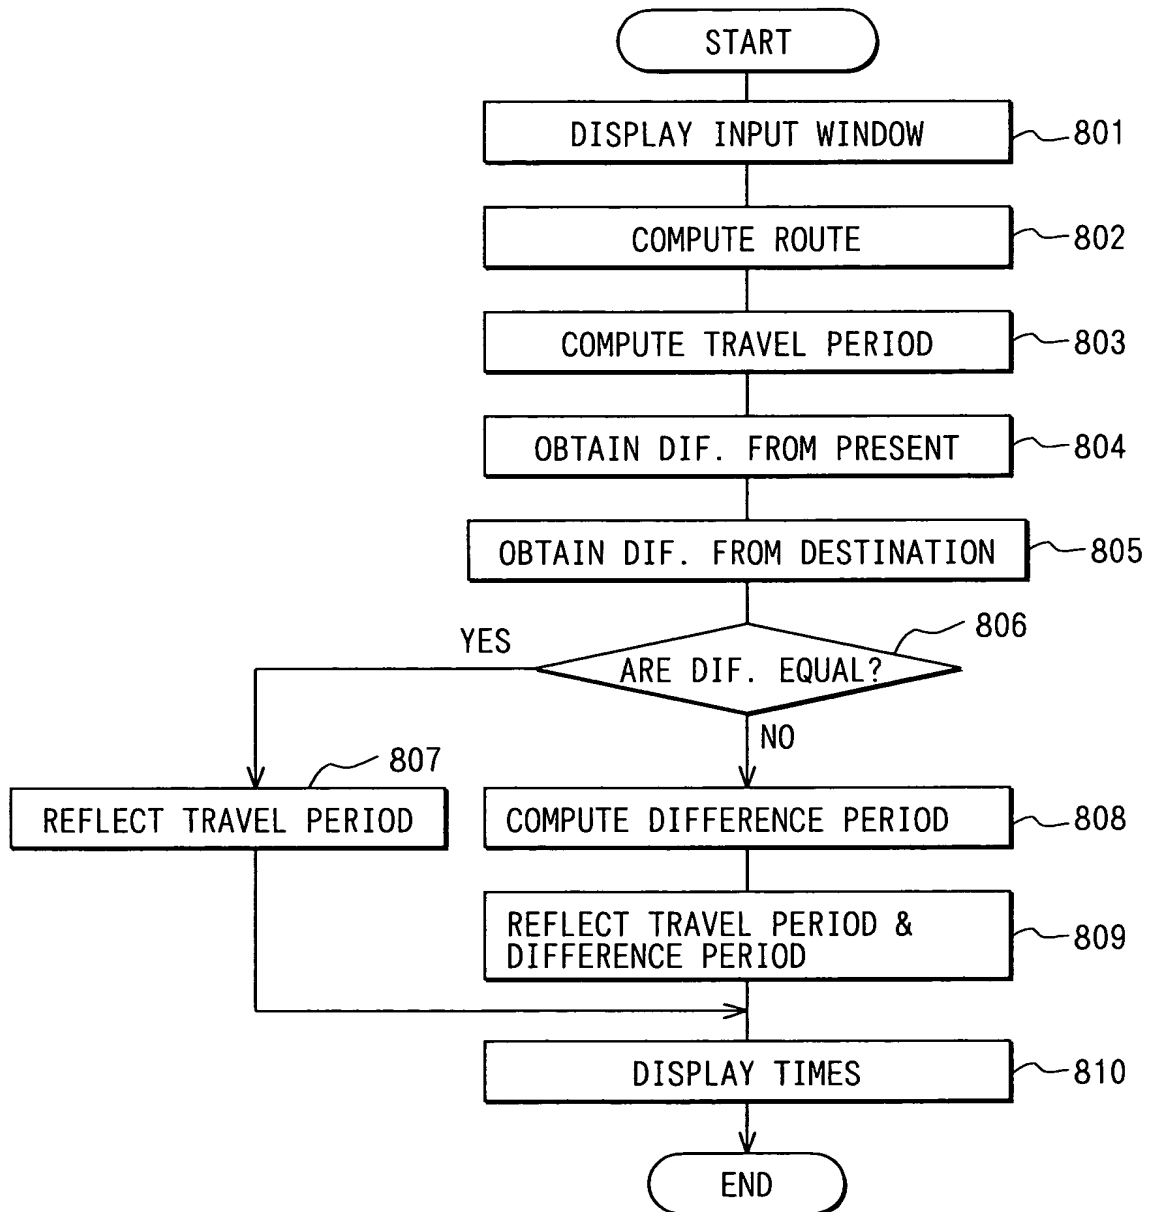 START
DISPLAY INPUT WINDOW
801
COMPUTE ROUTE
802
COMPUTE TRAVEL PERIOD
803
OBTAIN DIF. FROM PRESENT
804
OBTAIN DIF. FROM DESTINATION
805
YES
ARE DIF. EQUAL?
806
NO
807
REFLECT TRAVEL PERIOD
COMPUTE DIFFERENCE PERIOD
808
REFLECT TRAVEL PERIOD &
DIFFERENCE PERIOD
809
DISPLAY TIMES
810
END